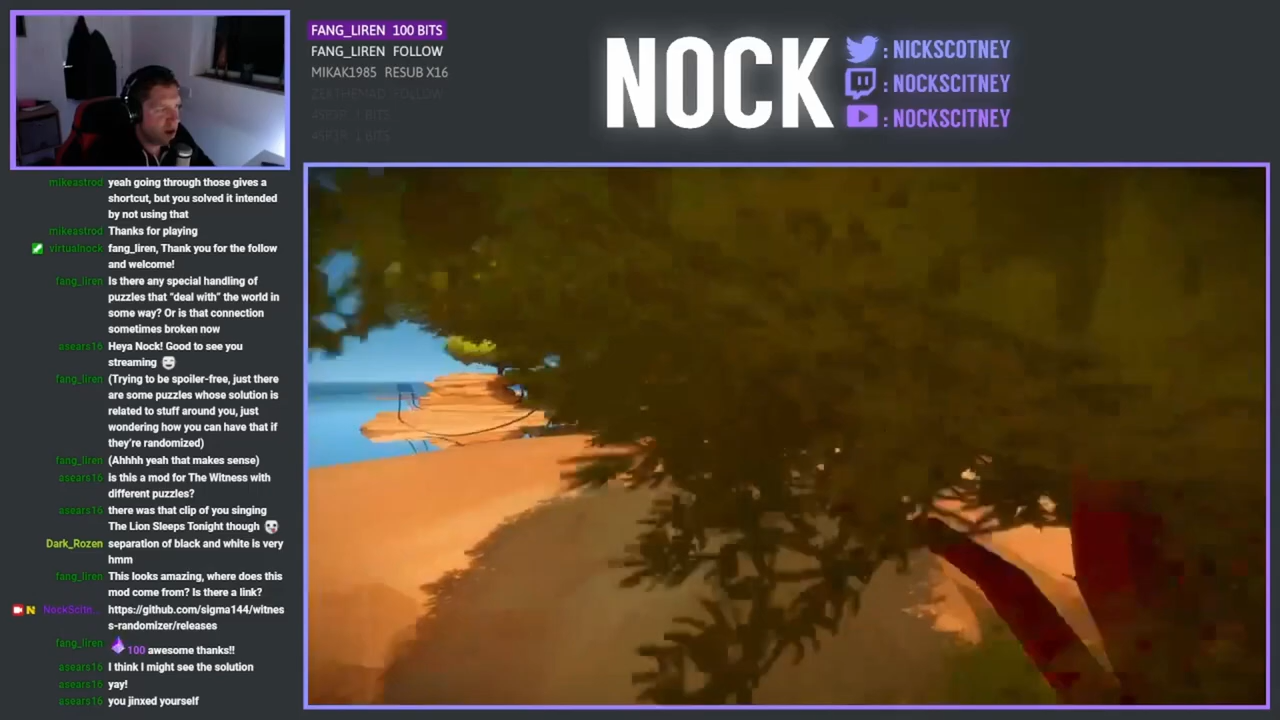 FANG_LIREN 100 BITS
FANG_LIREN FOLLOW
MIKAK1985 RESUB X16
ZEKTHEMAD FOLLOW
NOCK
: NICKSCOTNEY
: NOCKSCITNEY
: NOCKSCITNEY
mikeastrod yeah going through those gives a
shortcut, but you solved it intended
by not using that
mikeastrod Thanks for playing
virtualnock fang_liren, Thank you for the follow
and welcome!
fang_liren Is there any special handling of
puzzles that "deal with" the world in
some way? Or is that connection
sometimes broken now
asears16 Heya Nock! Good to see you
streaming
fang_liren (Trying to be spoiler-free, just there
are some puzzles whose solution is
related to stuff around you, just
wondering how you can have that if
they're randomized)
fang_liren (Ahhhh yeah that makes sense)
asears16 Is this a mod for The Witness with
different puzzles?
asears16 there was that clip of you singing
The Lion Sleeps Tonight though
Dark_Rozen separation of black and white is very
hmm
fang_liren This looks amazing, where does this
mod come from? Is there a link?
N NockScitn... https://github.com/sigma144/witnes
s-randomizer/releases
fang_liren 100 awesome thanks!!
asears16 I think I might see the solution
asears16 yay!
asears16 you jinxed yourself